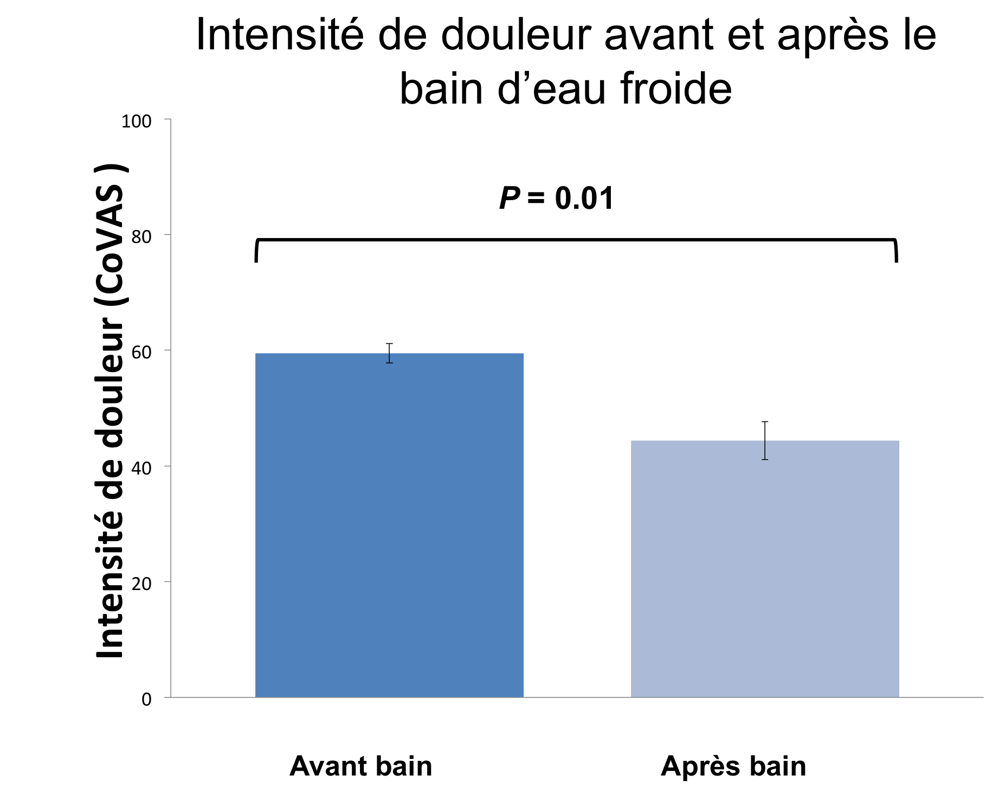 Intensité de douleur avant et après le
bain d’eau froide
100
80
60
40
20
0
Intensité de douleur (CoVAS )
P = 0.01
Avant bain
Après bain